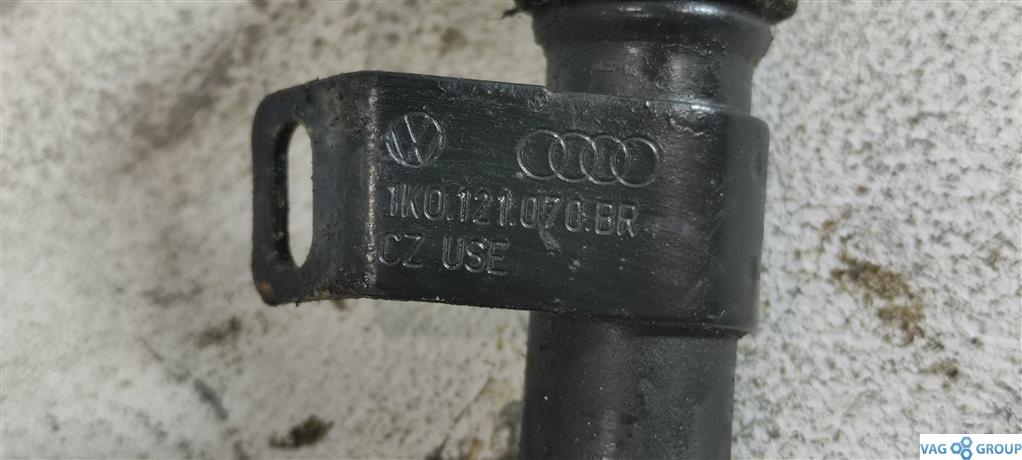 1K0.121.070.BR
CZ USE
VAG GROUP